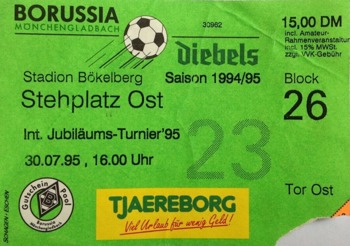 BORUSSIA
MÖNCHENGLADBACH
30982
diebels
15,00 DM
incl. Amateur-
Rahmenveranstaltung
incl. 15% MWSt.
zzgl. VVK-Gebühr
Stadion Bökelberg
Saison 1994/95
Block
Stehplatz Ost
26
Int. Jubiläums-Turnier'95
23
30.07.95 , 16.00 Uhr
Gutschein Pool
Borussia
TJAEREBORG
Viel Urlaub für wenig Geld!
Tor Ost